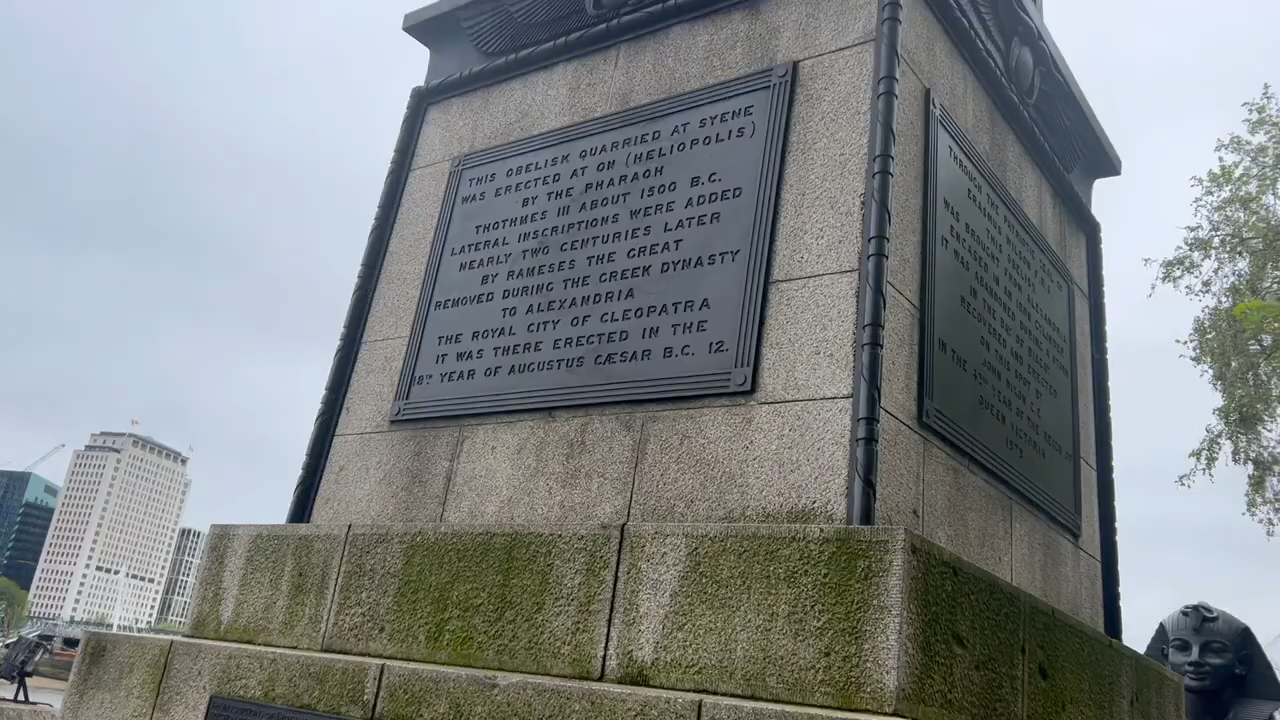 THIS OBELISK QUARRIED AT SYENE
WAS ERECTED AT ON (HELIOPOLIS)
BY THE PHARAOH
THOTHMES III ABOUT 1500 B.C.
LATERAL INSCRIPTIONS WERE ADDED
NEARLY TWO CENTURIES LATER
BY RAMESES THE GREAT
REMOVED DURING THE GREEK DYNASTY
TO ALEXANDRIA
THE ROYAL CITY OF CLEOPATRA
IT WAS THERE ERECTED IN THE
18TH YEAR OF AUGUSTUS CÆSAR B.C. 12.
THROUGH THE PATRIOTIC ZEAL OF
ERASMUS WILSON F.R.S.
THIS OBELISK
WAS BROUGHT FROM ALEXANDRIA
ENCASED IN AN IRON CYLINDER
IT WAS ABANDONED DURING A STORM
IN THE BAY OF BISCAY
RECOVERED AND ERECTED
ON THIS SPOT BY
JOHN DIXON C.E.
IN THE 42ND YEAR OF THE REIGN OF
QUEEN VICTORIA
1878